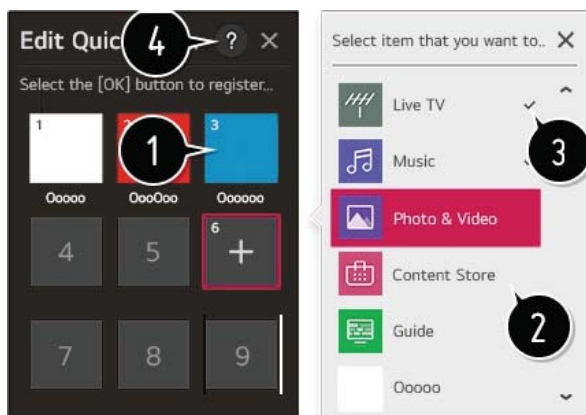 Edit Quic
4
?
Select the [OK] button to register...
1
3
1
Ooooo
OooOoo
Oooooo
4
5
6
7
8
9
Select item that you want to..
Live TV
3
Music
Photo & Video
Content Store
2
Guide
Ooooo